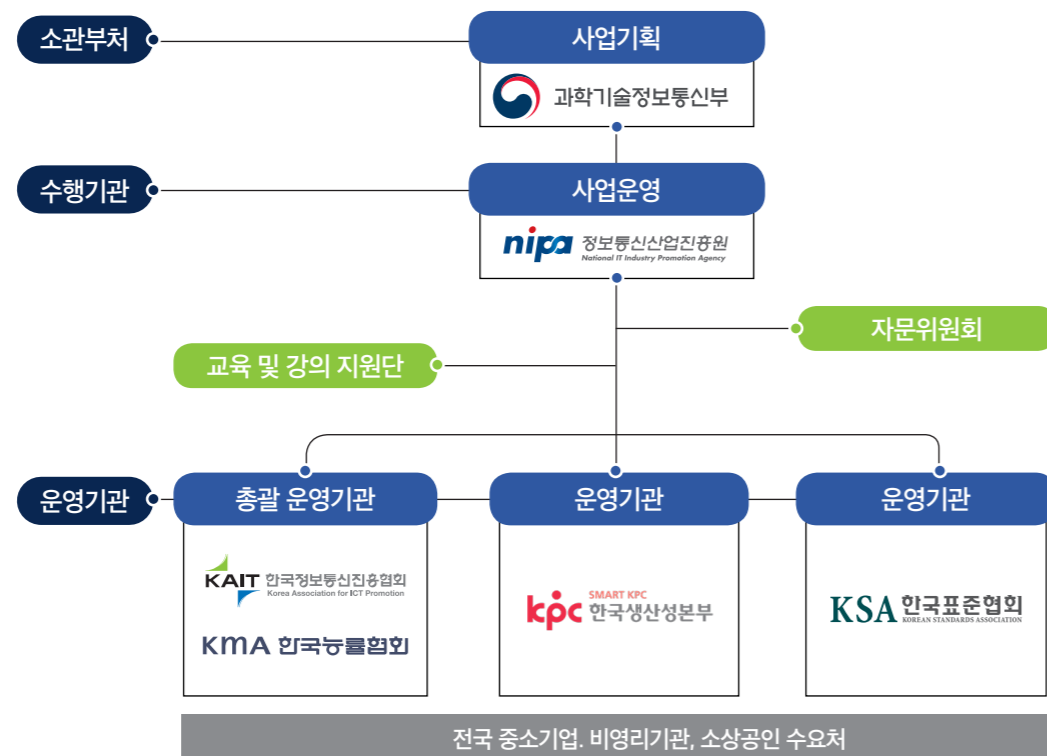 소관부처
사업기획
과학기술정보통신부
수행기관
사업운영
nipa 정보통신산업진흥원
National IT Industry Promotion Agency
자문위원회
교육 및 강의 지원단
운영기관
총괄 운영기관
운영기관
운영기관
KAIT 한국정보통신진흥협회
Korea Association for ICT Promotion
KMA 한국능률협회
SMART KPC
kpc 한국생산성본부
KSA 한국표준협회
KOREAN STANDARDS ASSOCIATION
전국 중소기업. 비영리기관, 소상공인 수요처